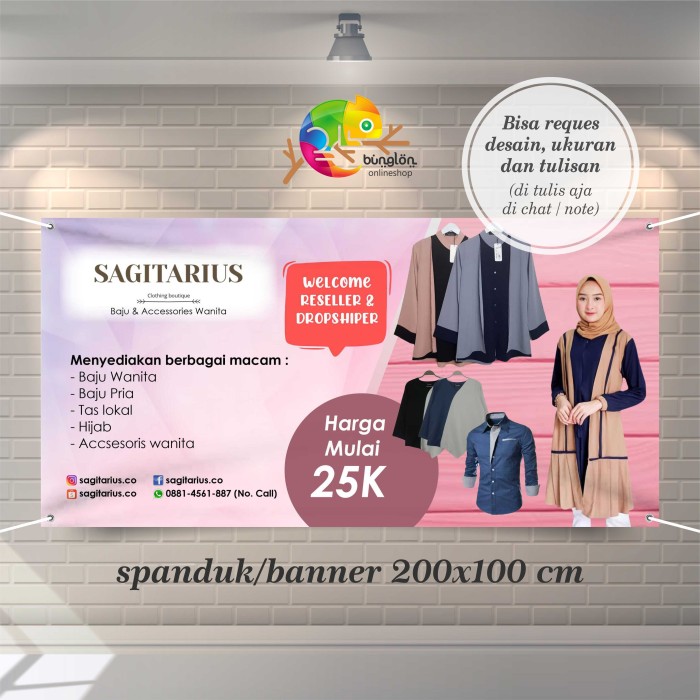 bunglön
onlineshop
Bisa reques
desain, ukuran
dan tulisan
(di tulis aja
di chat / note)
SAGITARIUS
Clothing boutique
Baju & Accessories Wanita
Welcome
RESELLER &
DROPSHIPER
Menyediakan berbagai macam :
- Baju Wanita
- Baju Pria
- Tas lokal
- Hijab
- Accsesoris wanita
Harga
Mulai
25K
sagitarius.co
sagitarius.co
sagitarius.co
0881-4561-887 (No. Call)
spanduk/banner 200x100 cm